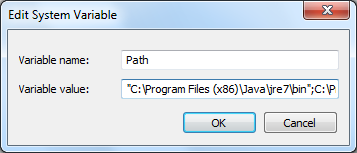 Edit System Variable
Variable name: Path
Variable value: "C:\Program Files (x86)\Java\jre7\bin";C:\P
OK Cancel